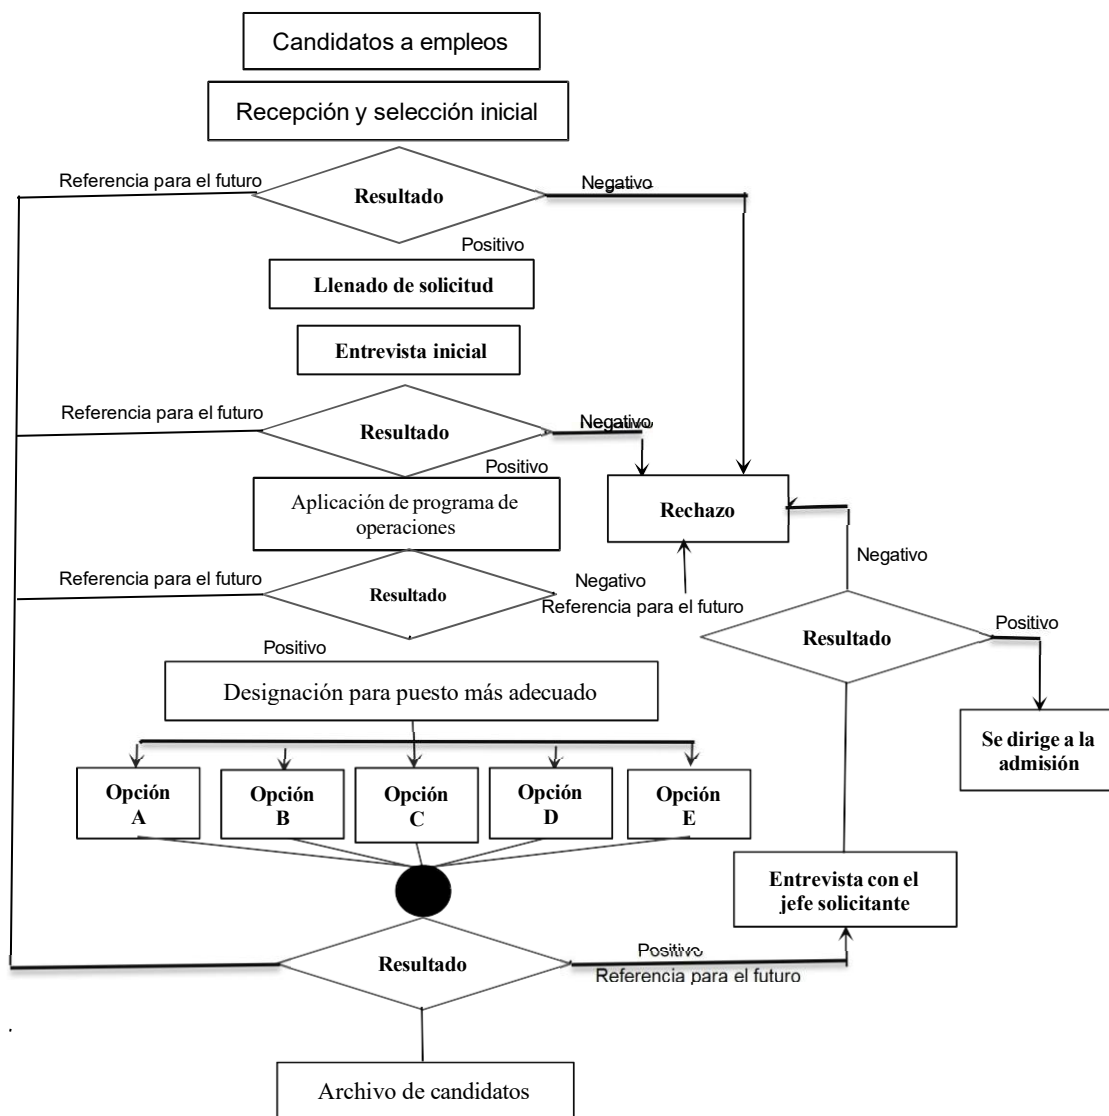 Candidatos a empleos
Recepción y selección inicial
Referencia para el futuro
Resultado
Negativo
Positivo
Llenado de solicitud
Entrevista inicial
Referencia para el futuro
Resultado
Negativo
Positivo
Aplicación de programa de
operaciones
Rechazo
Referencia para el futuro
Resultado
Negativo
Referencia para el futuro
Negativo
Resultado
Positivo
Positivo
Designación para puesto más adecuado
Se dirige a la
admisión
Opción
A
Opción
B
Opción
C
Opción
D
Opción
E
Entrevista con el
jefe solicitante
Resultado
Positivo
Referencia para el futuro
.
Archivo de candidatos